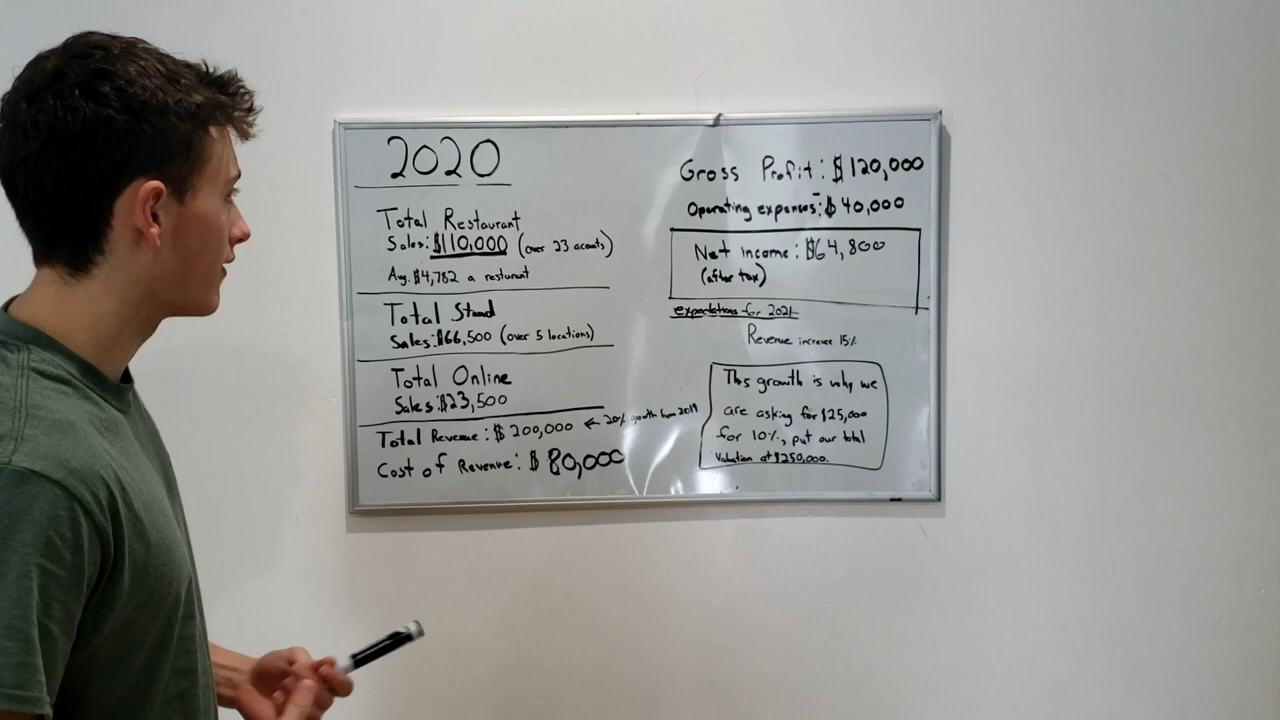 2020
Total Restaurant
Sales: $110,000 (over 23 acounts)
Avg. $4,782 a resturant
Total Stand
Sales: $66,500 (over 5 locations)
Total Online
Sales: $23,500
Total Revenue: $200,000 ← 20% growth from 2019
Cost of Revenue: $80,000
Gross Profit: $120,000
Operating expenses: $40,000
Net income: $64,800
(after tax)
expectations for 2021
Revenue increase 15%
This growth is why we
are asking for $25,000
for 10%, put our total
Valuation at $250,000.